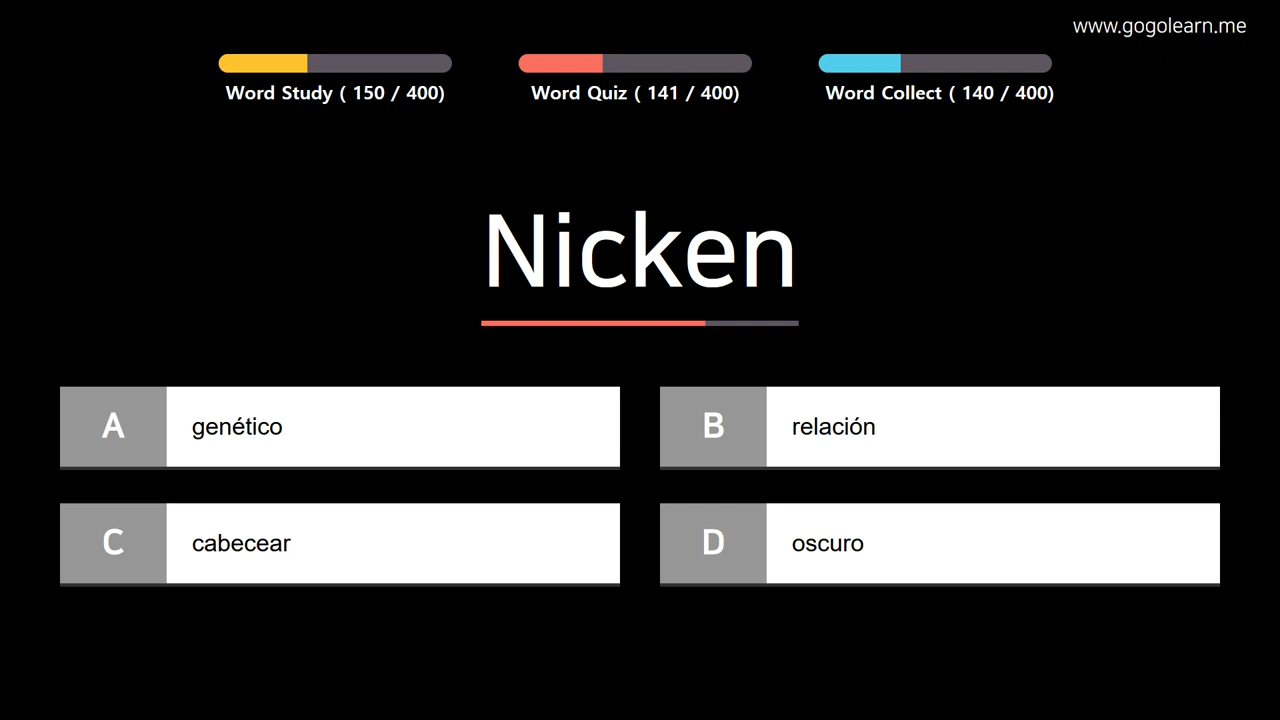 www.gogolearn.me
Word Study ( 150 / 400)
Word Quiz ( 141 / 400)
Word Collect ( 140 / 400)
Nicken
A genético
B relación
C cabecear
D oscuro